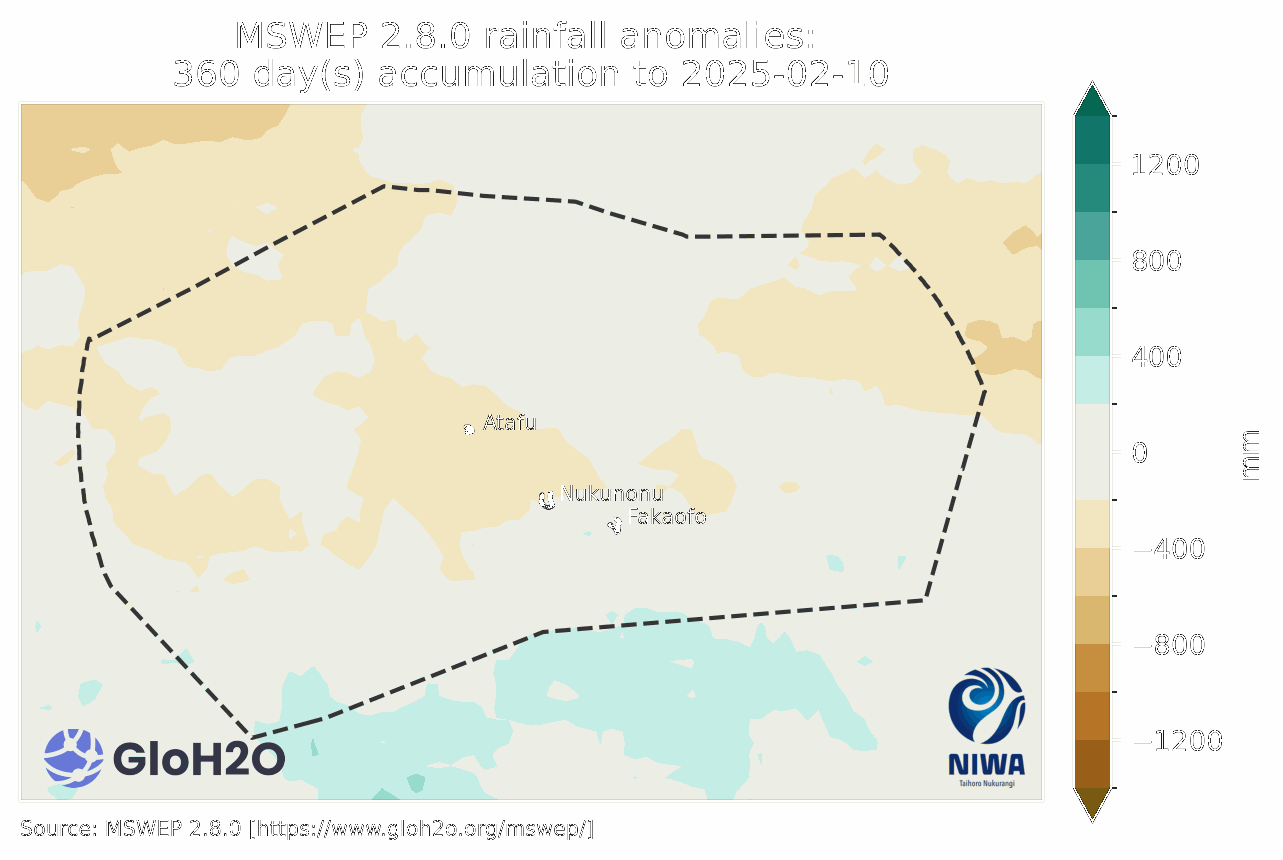 MSWEP 2.8.0 rainfall anomalies:
360 day(s) accumulation to 2025-02-10
1200
800
400
0
−400
−800
−1200
mm
Atafu
Nukunonu
Fakaofo
GloH2O
NIWA
Taihoro Nukurangi
Source: MSWEP 2.8.0 [https://www.gloh2o.org/mswep/]